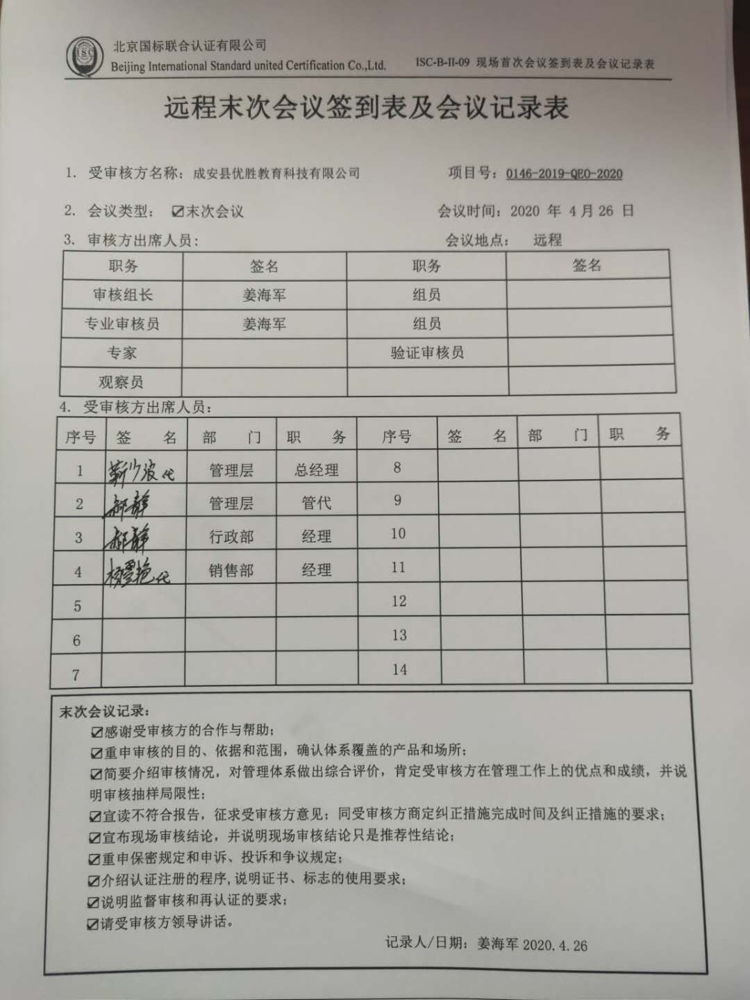 ISC
北京国标联合认证有限公司
Beijing International Standard united Certification Co.,Ltd.
ISC-B-II-09 现场首次会议签到表及会议记录表
远程末次会议签到表及会议记录表
1. 受审核方名称：成安县优胜教育科技有限公司 项目号：0146-2019-QEO-2020
2. 会议类型：☑末次会议 会议时间：2020 年 4月26 日
3. 审核方出席人员： 会议地点： 远程
职务 签名 职务 签名
审核组长 姜海军 组员
专业审核员 姜海军 组员
专家 验证审核员
观察员
4. 受审核方出席人员：
序号 签 名 部 门 职 务 序号 签 名 部 门 职 务
1 靳少波代 管理层 总经理 8
2 郝静 管理层 管代 9
3 郝静 行政部 经理 10
4 杨雪艳代 销售部 经理 11
5 12
6 13
7 14
末次会议记录：
☑感谢受审核方的合作与帮助；
☑重申审核的目的、依据和范围，确认体系覆盖的产品和场所；
☑简要介绍审核情况，对管理体系做出综合评价，肯定受审核方在管理工作上的优点和成绩，并说
明审核抽样局限性；
☑宣读不符合报告，征求受审核方意见；同受审核方商定纠正措施完成时间及纠正措施的要求；
☑宣布现场审核结论，并说明现场审核结论只是推荐性结论；
☑重申保密规定和申诉、投诉和争议规定；
☑介绍认证注册的程序,说明证书、标志的使用要求；
☑说明监督审核和再认证的要求；
☑请受审核方领导讲话。
记录人/日期：姜海军 2020.4.26